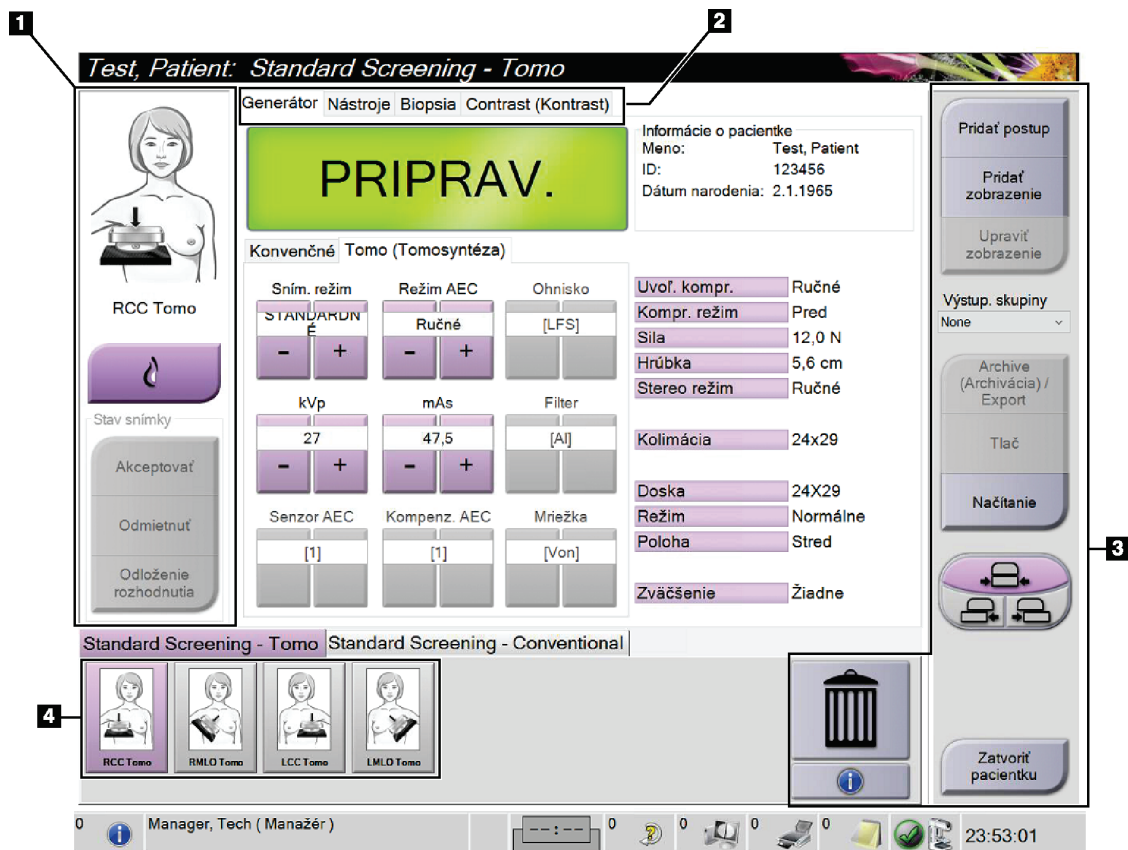 1
2
Test, Patient: Standard Screening - Tomo
Generátor Nástroje Biopsia Contrast (Kontrast)
PRIPRAV.
Informácie o pacientke
Meno: Test, Patient
ID: 123456
Dátum narodenia: 2.1.1965
RCC Tomo
Stav snímky
Akceptovať
Odmietnuť
Odloženie
rozhodnutia
Konvenčné Tomo (Tomosyntéza)
Sním. režim Režim AEC Ohnisko
STANDARDN
É
Ručné [LFS]
- + - +
kVp mAs Filter
27 47,5 [Al]
- + - +
Senzor AEC Kompenz. AEC Mriežka
[1] [1] [Von]
Uvoľ. kompr. Ručné
Kompr. režim Pred
Sila 12,0 N
Hrúbka 5,6 cm
Stereo režim Ručné
Kolimácia 24x29
Doska 24X29
Režim Normálne
Poloha Stred
Zväčšenie Žiadne
Pridať postup
Pridať
zobrazenie
Upraviť
zobrazenie
Výstup. skupiny
None
Archive
(Archivácia) /
Export
Tlač
Načítanie
3
Standard Screening - Tomo Standard Screening - Conventional
4
RCC Tomo RMLO Tomo LCC Tomo LMLO Tomo
Zatvoriť
pacientku
0 Manager, Tech ( Manažér ) --:-- 0 0 0 0 23:53:01